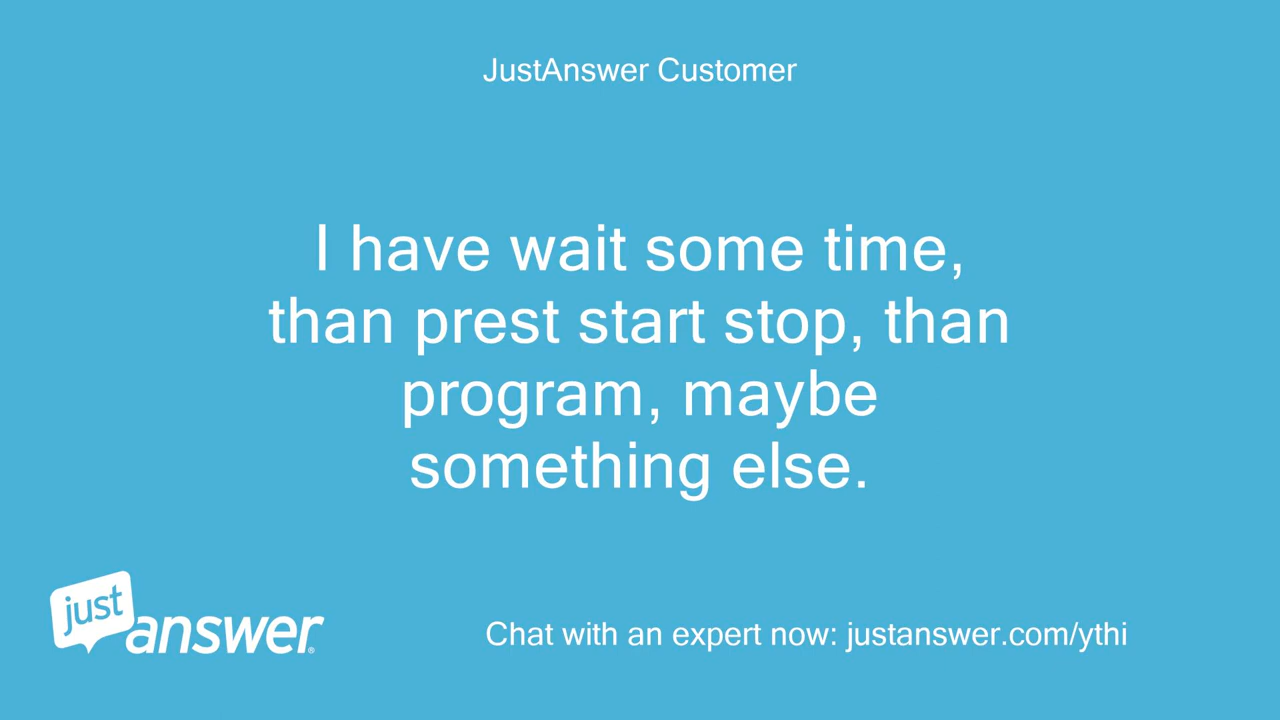 JustAnswer Customer
I have wait some time,
than prest start stop, than
program, maybe
something else.
just
answer®
Chat with an expert now: justanswer.com/ythi